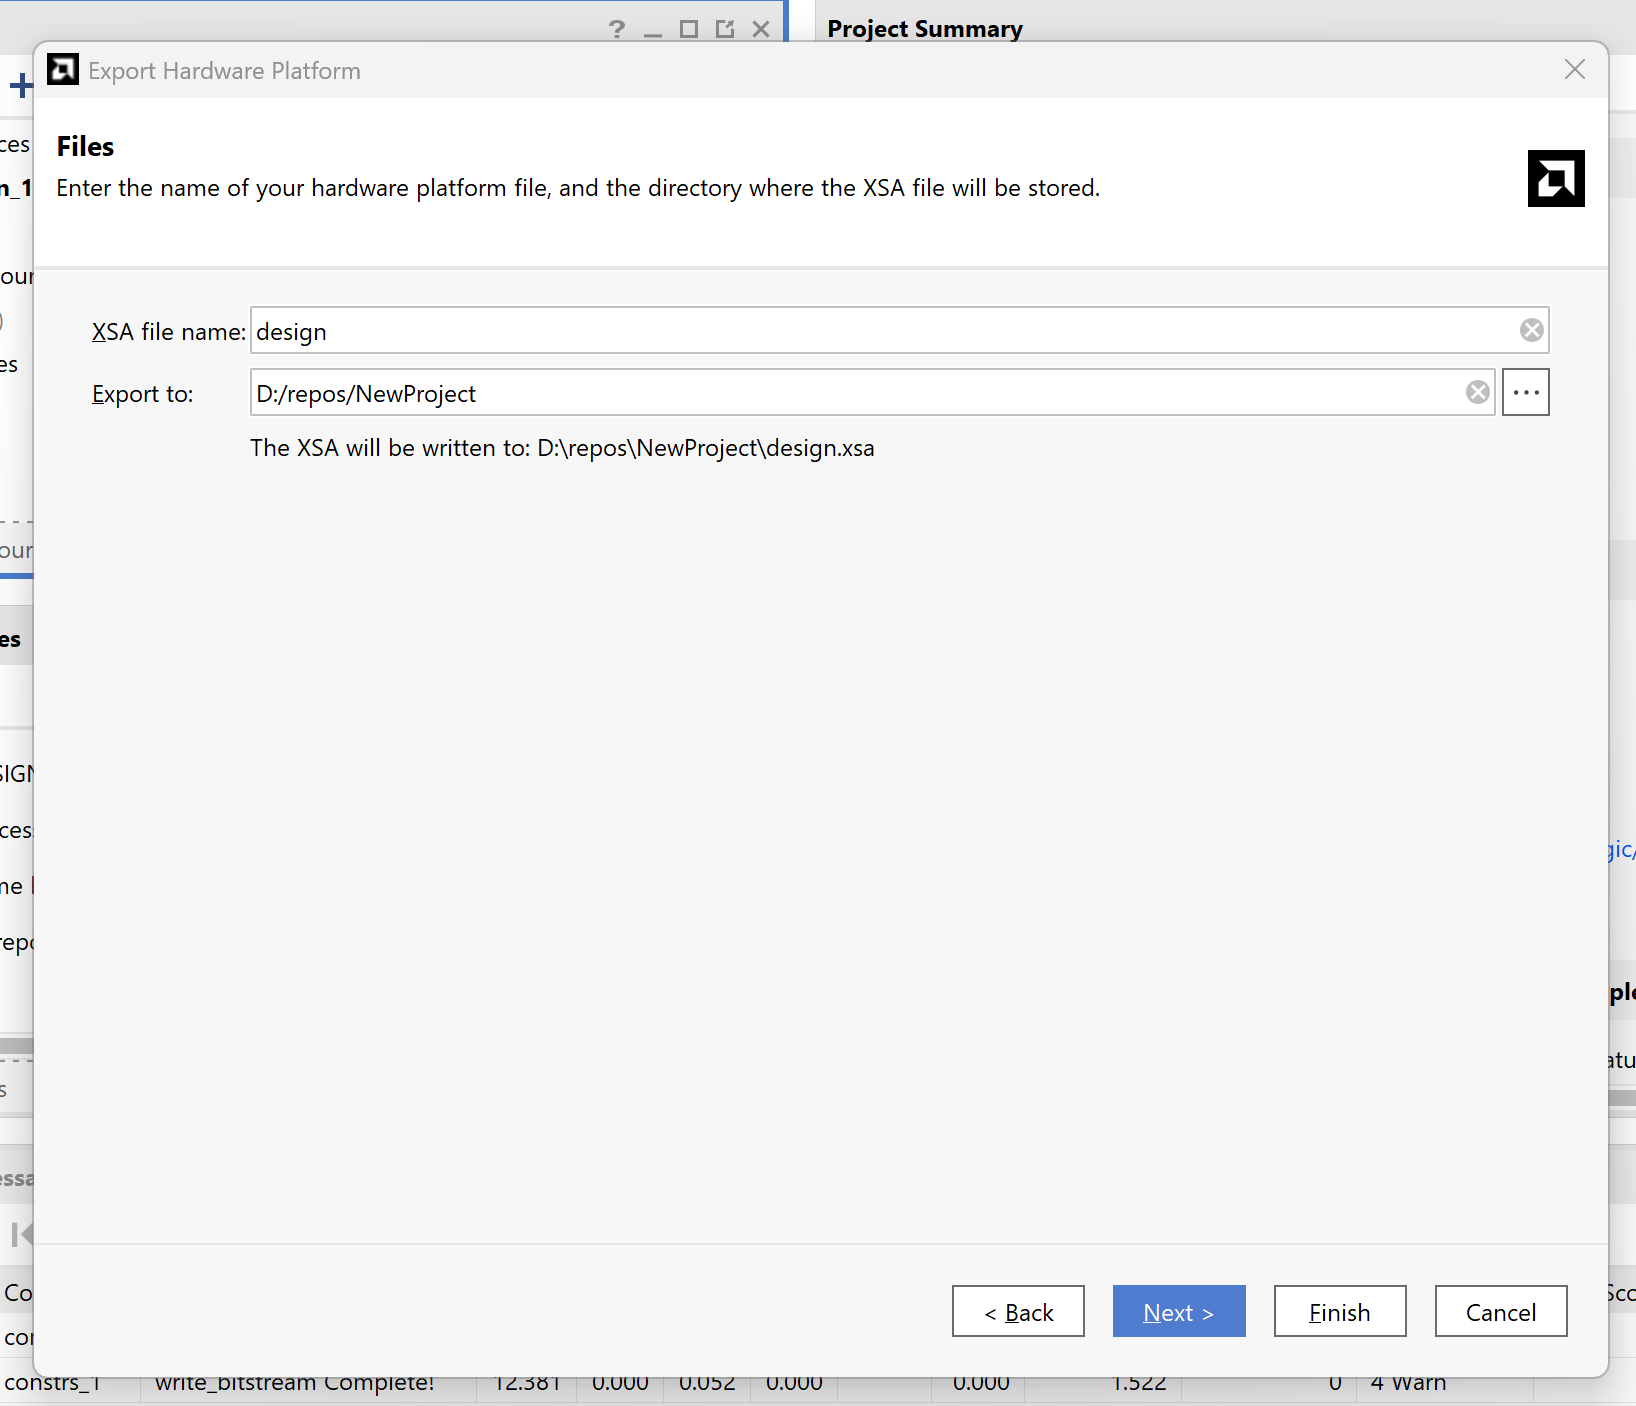 Project Summary
Export Hardware Platform
Files
Enter the name of your hardware platform file, and the directory where the XSA file will be stored.
XSA file name: design
Export to: D:/repos/NewProject ...
The XSA will be written to: D:\repos\NewProject\design.xsa
< Back Next > Finish Cancel
constrs_1 write_bitstream Complete! 12.381 0.000 0.052 0.000 0.000 1.522 0 4 Warn